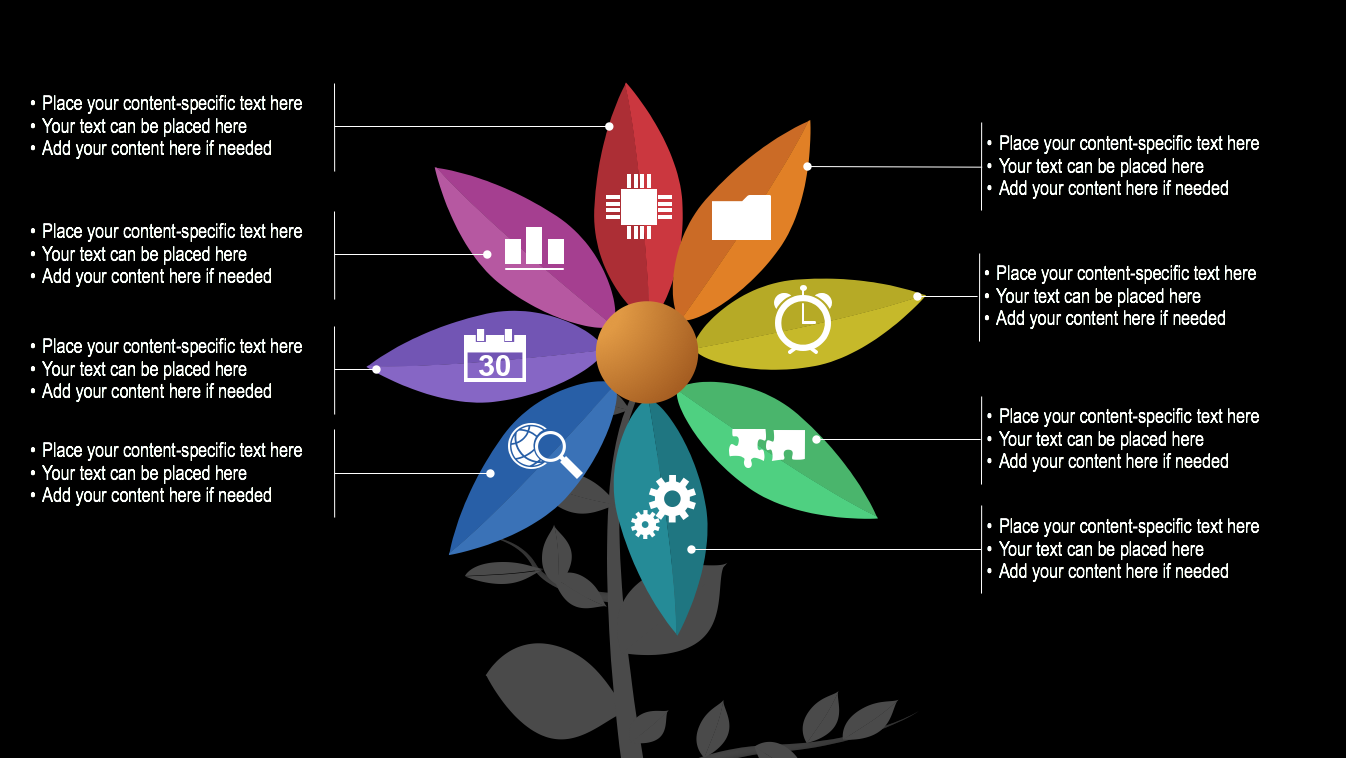 • Place your content-specific text here
• Your text can be placed here
• Add your content here if needed
• Place your content-specific text here
• Your text can be placed here
• Add your content here if needed
• Place your content-specific text here
• Your text can be placed here
• Add your content here if needed
• Place your content-specific text here
• Your text can be placed here
• Add your content here if needed
30
• Place your content-specific text here
• Your text can be placed here
• Add your content here if needed
• Place your content-specific text here
• Your text can be placed here
• Add your content here if needed
• Place your content-specific text here
• Your text can be placed here
• Add your content here if needed
• Place your content-specific text here
• Your text can be placed here
• Add your content here if needed